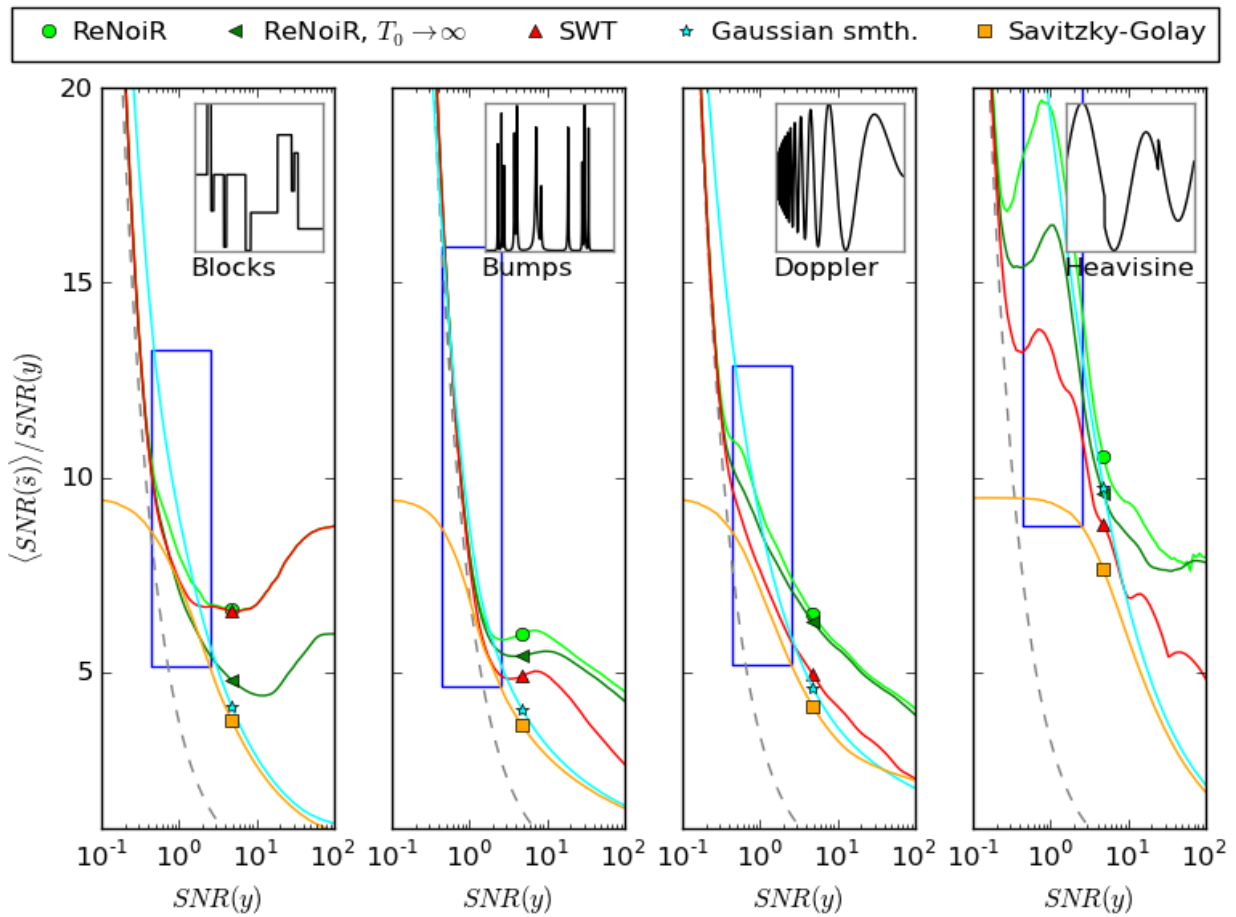 ReNoiR ReNoiR, T₀ → ∞ SWT Gaussian smth. Savitzky-Golay
20
15
10
5
⟨SNR(s̃)⟩/SNR(y)
Blocks Bumps Doppler Heavisine
10⁻¹ 10⁰ 10¹ 10² 10⁻¹ 10⁰ 10¹ 10² 10⁻¹ 10⁰ 10¹ 10² 10⁻¹ 10⁰ 10¹ 10²
SNR(y) SNR(y) SNR(y) SNR(y)